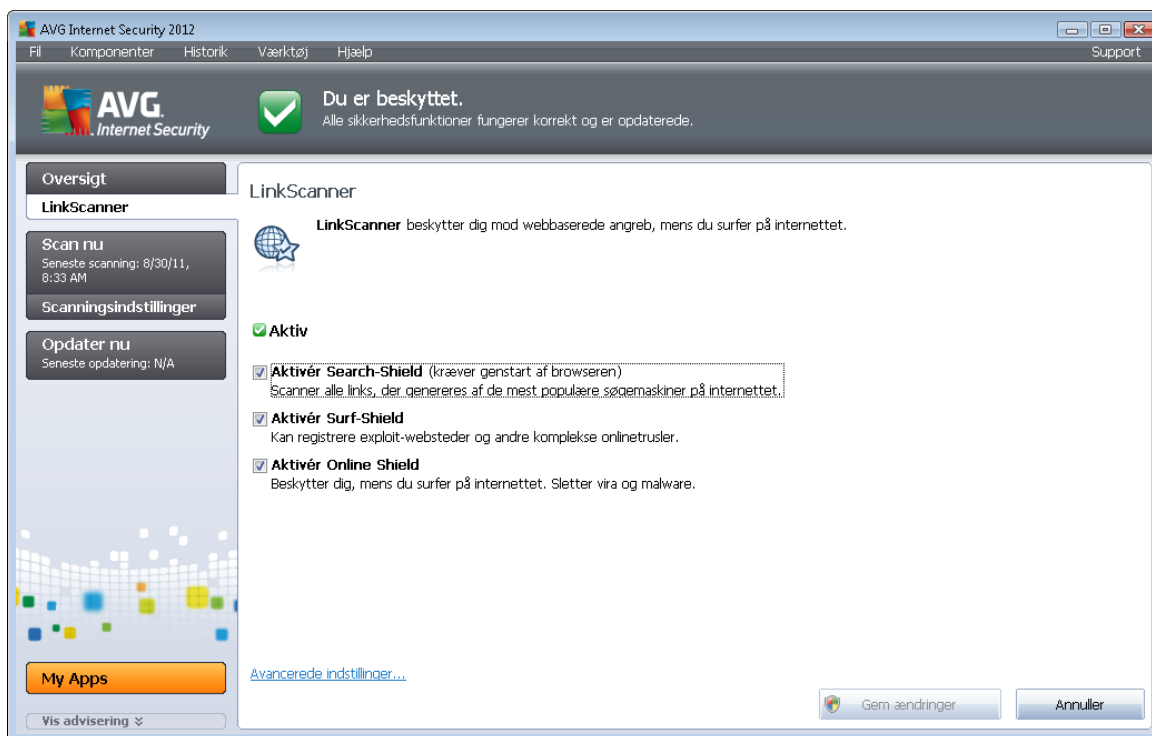 AVG Internet Security 2012
Fil Komponenter Historik Værktøj Hjælp Support
AVG.
Internet Security
Du er beskyttet.
Alle sikkerhedsfunktioner fungerer korrekt og er opdaterede.
Oversigt
LinkScanner
Scan nu
Seneste scanning: 8/30/11,
8:33 AM
Scanningsindstillinger
Opdater nu
Seneste opdatering: N/A
My Apps
Vis advisering
LinkScanner
LinkScanner beskytter dig mod webbaserede angreb, mens du surfer på internettet.
Aktiv
Aktivér Search-Shield (kræver genstart af browseren)
Scanner alle links, der genereres af de mest populære søgemaskiner på internettet.
Aktivér Surf-Shield
Kan registrere exploit-websteder og andre komplekse onlinetrusler.
Aktivér Online Shield
Beskytter dig, mens du surfer på internettet. Sletter vira og malware.
Avancerede indstillinger...
Gem ændringer
Annuller